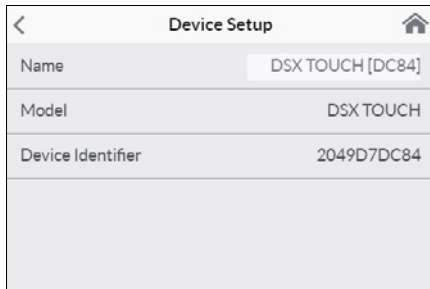 Device Setup
Name DSX TOUCH [DC84]
Model DSX TOUCH
Device Identifier 2049D7DC84